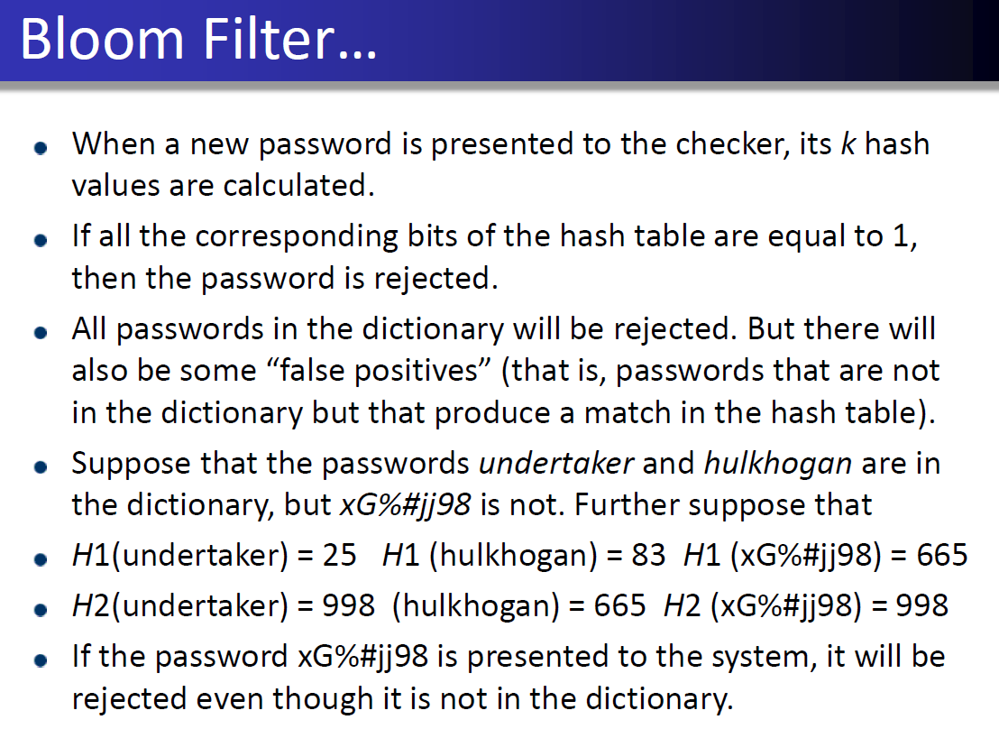 Bloom Filter...
• When a new password is presented to the checker, its k hash
values are calculated.
• If all the corresponding bits of the hash table are equal to 1,
then the password is rejected.
• All passwords in the dictionary will be rejected. But there will
also be some “false positives” (that is, passwords that are not
in the dictionary but that produce a match in the hash table).
• Suppose that the passwords undertaker and hulkhogan are in
the dictionary, but xG%#jj98 is not. Further suppose that
• H1(undertaker) = 25 H1 (hulkhogan) = 83 H1 (xG%#jj98) = 665
• H2(undertaker) = 998 (hulkhogan) = 665 H2 (xG%#jj98) = 998
• If the password xG%#jj98 is presented to the system, it will be
rejected even though it is not in the dictionary.